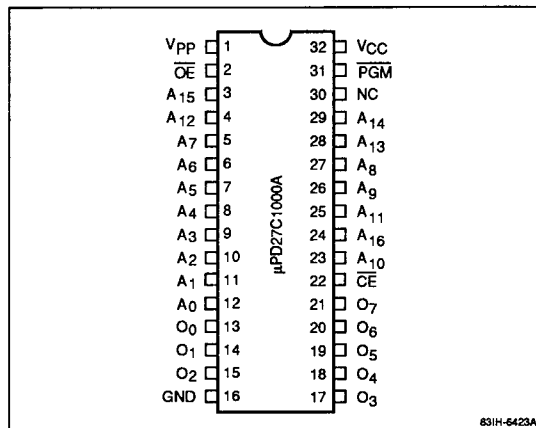 VPP 1 32 VCC
OE 2 31 PGM
A15 3 30 NC
A12 4 29 A14
A7 5 28 A13
A6 6 27 A8
A5 7 26 A9
A4 8 25 A11
A3 9 24 A16
A2 10 23 A10
A1 11 22 CE
A0 12 21 O7
O0 13 20 O6
O1 14 19 O5
O2 15 18 O4
GND 16 17 O3
μPD27C1000A
83IH-6423A